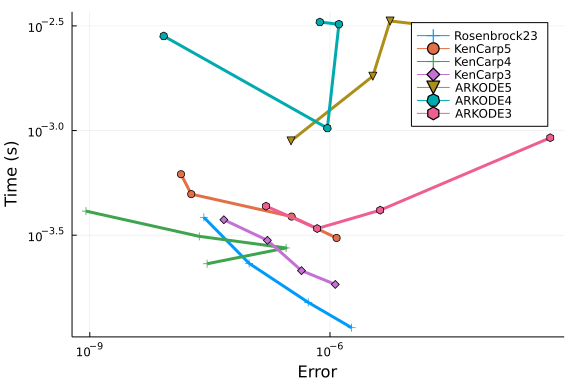 10^−2.5
10^−3.0
10^−3.5
Time (s)
Rosenbrock23
KenCarp5
KenCarp4
KenCarp3
ARKODE5
ARKODE4
ARKODE3
10^−9
10^−6
Error